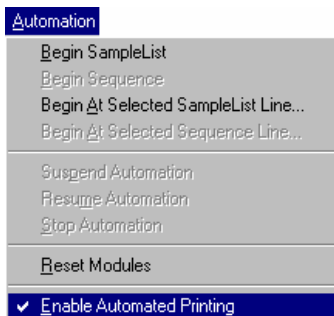 Automation
Begin SampleList
Begin Sequence
Begin At Selected SampleList Line...
Begin At Selected Sequence Line...
Suspend Automation
Resume Automation
Stop Automation
Reset Modules
Enable Automated Printing